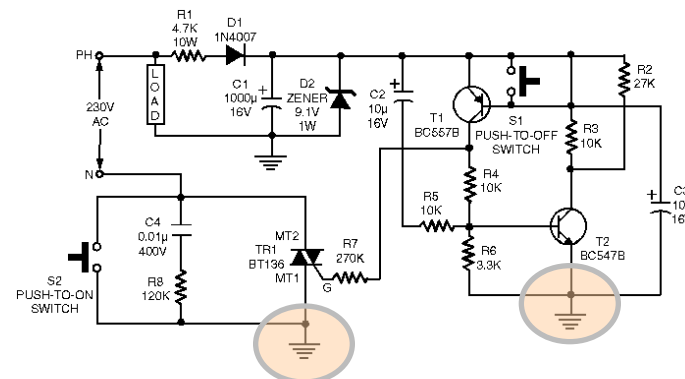 R1
4.7K
10W
D1
1N4007
PH
LOAD
230V
AC
N
C1
1000µ
16V
D2
ZENER
9.1V
1W
C2
10µ
16V
T1
BC557B
S1
PUSH-TO-OFF
SWITCH
R2
27K
R3
10K
R4
10K
R5
10K
R6
3.3K
T2
BC547B
10
16
C4
0.01µ
400V
R8
120K
S2
PUSH-TO-ON
SWITCH
MT2
TR1
BT136
MT1
G
R7
270K